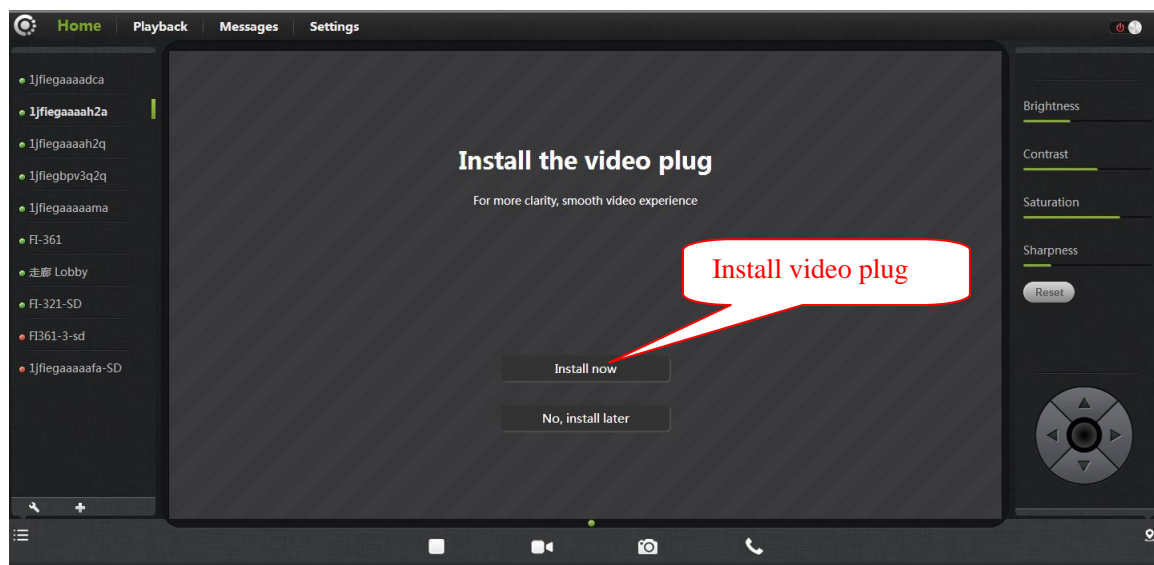 Home
Playback
Messages
Settings
1jfiegaaaadca
1jfiegaaaah2a
1jfiegaaaah2q
1jfiegbpv3q2q
1jfiegaaaaama
FI-361
走廊 Lobby
FI-321-SD
FI361-3-sd
1jfiegaaaaafa-SD
Install the video plug
For more clarity, smooth video experience
Install video plug
Install now
No, install later
Brightness
Contrast
Saturation
Sharpness
Reset